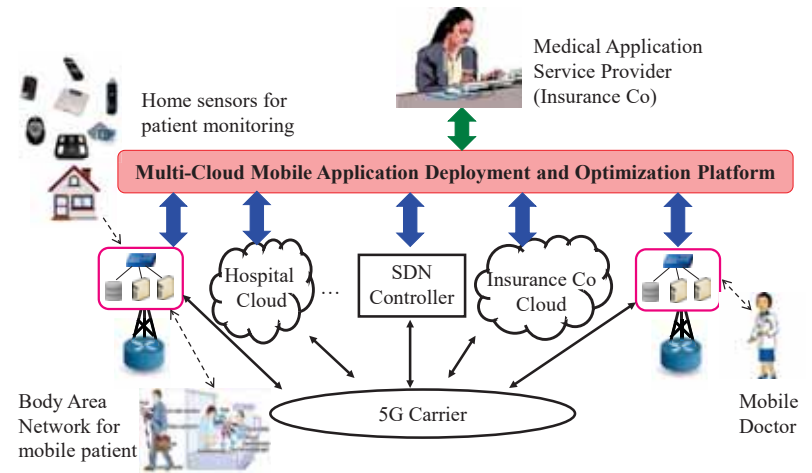 Medical Application
Service Provider
(Insurance Co)
Home sensors for
patient monitoring
Multi-Cloud Mobile Application Deployment and Optimization Platform
Hospital
Cloud
...
SDN
Controller
Insurance Co
Cloud
5G Carrier
Body Area
Network for
mobile patient
Mobile
Doctor